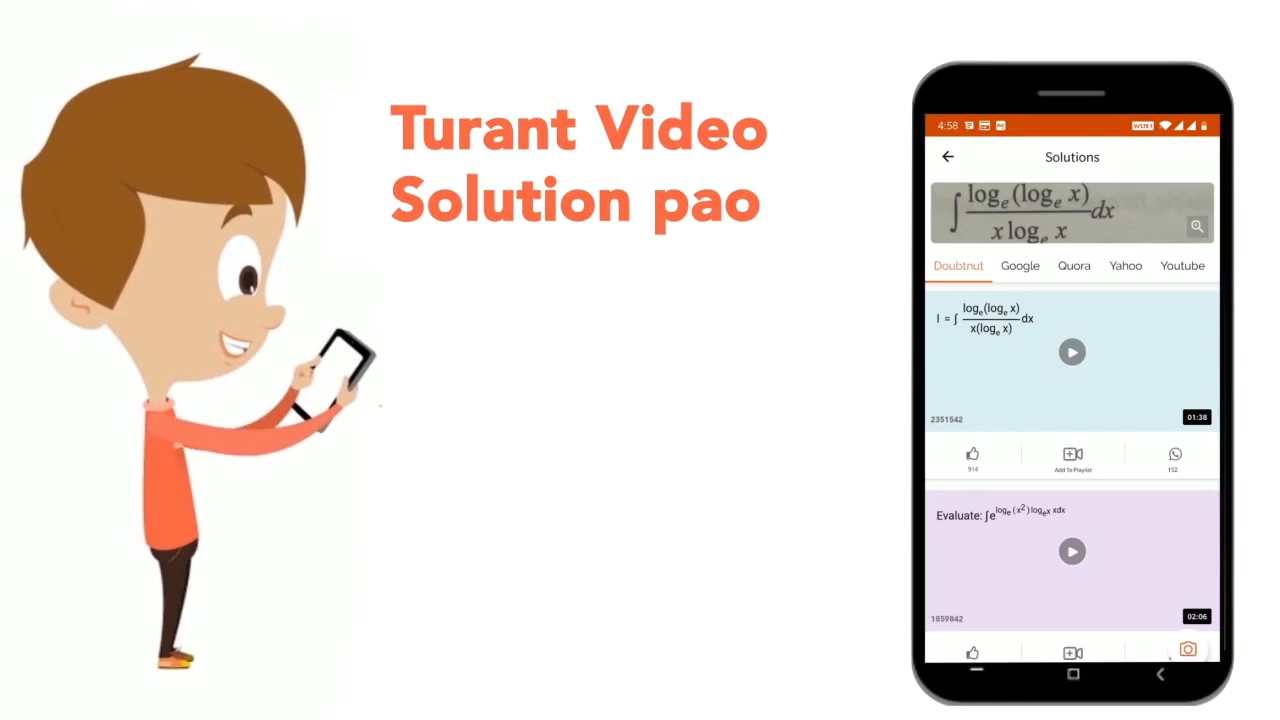 Turant Video
Solution pao
4:58
VoLTE
Solutions
∫ logₑ(logₑ x) / x logₑ x dx
Doubtnut Google Quora Yahoo Youtube
I = ∫ logₑ(logₑ x) / x(logₑ x) dx
2351542 01:38
914 Add To Playlist 152
Evaluate: ∫e^logₑ(x²)logₑx xdx
1859842 02:06